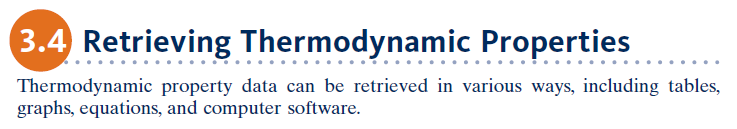 3.4 Retrieving Thermodynamic Properties
Thermodynamic property data can be retrieved in various ways, including tables,
graphs, equations, and computer software.